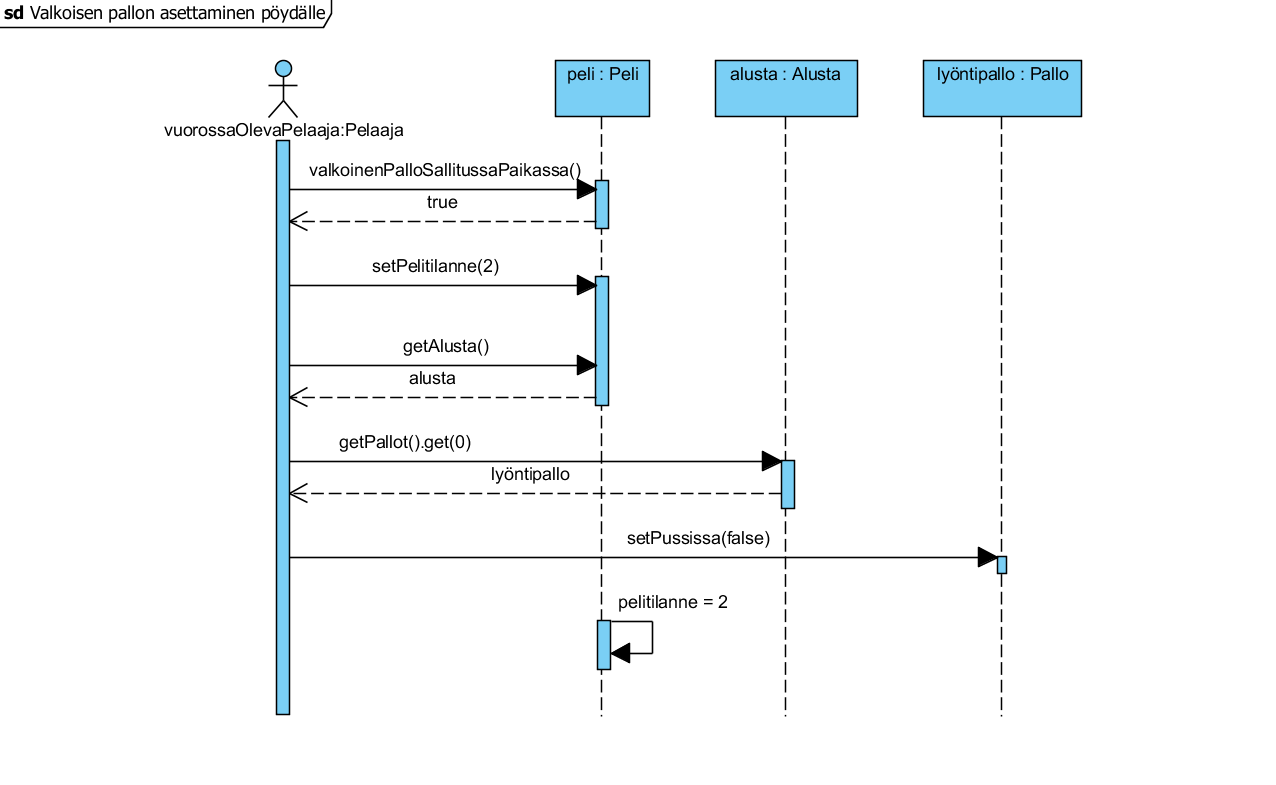 sd Valkoisen pallon asettaminen pöydälle
peli : Peli
alusta : Alusta
lyöntipallo : Pallo
vuorossaOlevaPelaaja:Pelaaja
valkoinenPalloSallitussaPaikassa()
true
setPelitilanne(2)
getAlusta()
alusta
getPallot().get(0)
lyöntipallo
setPussissa(false)
pelitilanne = 2